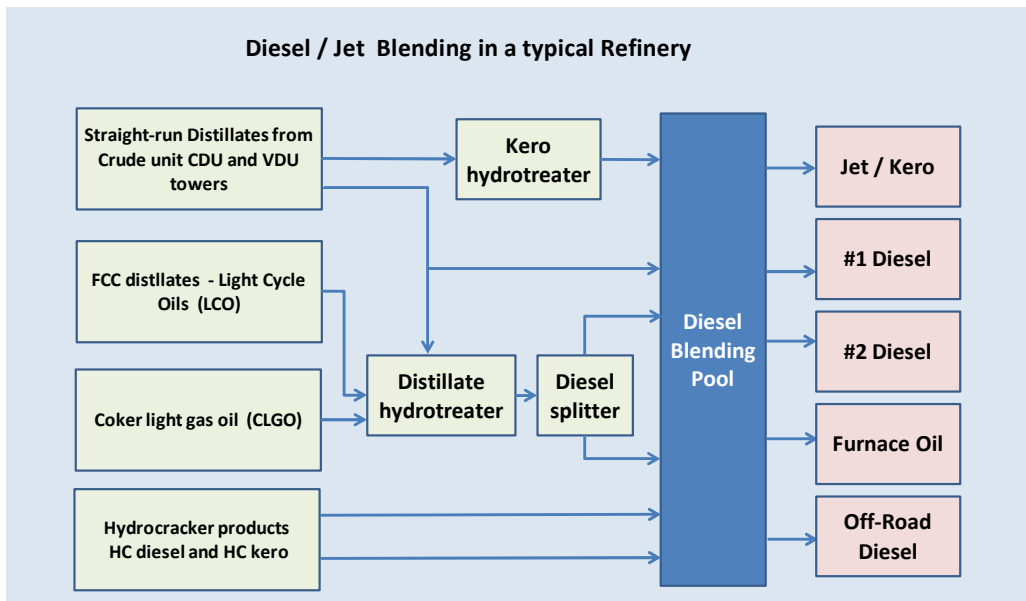 Diesel / Jet Blending in a typical Refinery
Straight-run Distillates from
Crude unit CDU and VDU
towers
Kero
hydrotreater
Jet / Kero
#1 Diesel
FCC distllates - Light Cycle
Oils (LCO)
Diesel
Blending
Pool
#2 Diesel
Distillate
hydrotreater
Diesel
splitter
Coker light gas oil (CLGO)
Furnace Oil
Hydrocracker products
HC diesel and HC kero
Off-Road
Diesel